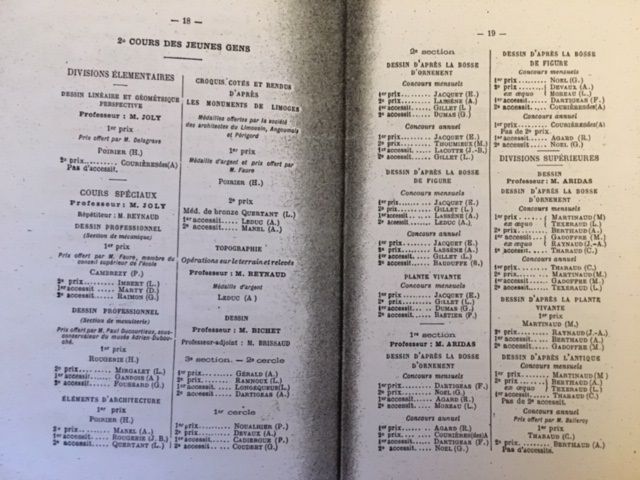 — 18 —
2e COURS DES JEUNES GENS
DIVISIONS ÉLEMENTAIRES
DESSIN LINÉAIRE ET GÉOMÉTRIQUE
PERSPECTIVE
Professeur : M. JOLY
1er prix
Prix offert par M. Delagrave
POIRIER (H.)
2e prix......... COURIÈRESdes(A)
Pas d'accessit.
COURS SPÉCIAUX
Professeur : M. JOLY
Répétiteur : M. REYNAUD
DESSIN PROFESSIONNEL
(Section de mécanique)
1er prix
Prix offert par M. Faure, membre du
conseil supérieur de l'école
CAMBREZY (P.)
2e prix......... IMBERT (L.)
1er accessit..... MARTY (D.)
2e accessit..... RAIMON (G.)
DESSIN PROFESSIONNEL
(Section de menuiserie)
Prix offert par M. Paul Ducourtieux, sous-
conservateur du musée Adrien-Dubou-
ché.
1er prix
ROUGERIE (H.)
2e prix......... MIRGALET (L.)
1er accessit..... GANDOIS (A.)
2e accessit..... FOUSSARD (G.)
ÉLÉMENTS D'ARCHITECTURE
1er prix
POIRIER (H.)
2e prix......... MANEL (A.)
1er accessit..... ROUGERIE (J. B.)
2e accessit..... QUERTANT (L.)
CROQUIS COTÉS ET RENDUS
D'APRÈS
LES MONUMENTS DE LIMOGES
Médailles offertes par la société
des architectes du Limousin, Angoumois
et Périgord
1er prix
Médaille d'argent et prix offert par
M. Faure
POIRIER (H.)
2e prix
Méd. de bronze QUERTANT (L.)
1er accessit..... LEDUC (A.)
2e accessit..... MANEL (A.)
TOPOGRAPHIE
Opérations sur le terrain et relevés
Professeur : M. REYNAUD
Médaille d'argent
LEDUC (A)
DESSIN
Professeur : M. BICHET
Professeur-adjoint M. BRISSAUD
3e section. — 2e cercle
1er prix......... GÉRALD (A.)
2e prix......... RAMNOUX (L.)
1er accessit..... LONGEQUEUE(L.)
2e accessit..... DARTIGEAS (A.)
1er cercle
1er prix......... NOUALHIER (P.)
2e prix......... DEVAUX (A.)
1er accessit..... CADIERGUE (P.)
2e accessit..... COUDERT (G.)
— 19 —
2e section
DESSIN D'APRÈS LA BOSSE
D'ORNEMENT
Concours mensuels
1er prix......... JACQUET (E.)
2e prix......... LAISÈNE (A.)
1er accessit..... GILLET (L.)
2e accessit..... DUMAS (G.)
Concours annuel
1er prix......... JACQUET (E.)
2e prix......... THOUMIEUX (M.)
1er accessit..... LACOTTE (J.-B.)
2e accessit..... GILLET (L.)
DESSIN D'APRÈS LA BOSSE
DE FIGURE
Concours mensuels
1er prix......... JACQUET (E.)
2e prix......... GILLET (L.)
1er accessit..... LASSÈNE (A.)
2e accessit..... LEDUC (A.)
Concours annuel
1er prix......... JACQUET (E.)
2e prix......... LASSÈNE (A.)
1er accessit..... GILLET (L.)
2e accessit..... BAUDOUFFE
PLANTE VIVANTE
1er prix......... JACQUET (E.)
2e prix......... GILLET (L.)
1er accessit..... DUMAS (G.)
2e accessit..... BASTIER (F.)
1re section
Professeur : M. ARIDAS
DESSIN D'APRÈS LA BOSSE
D'ORNEMENT
Concours mensuels
1er prix......... DARTIGEAS (F.)
2e prix......... NOEL (G.)
1er accessit..... AGARD (R.)
2e accessit..... MOREAU (L.)
Concours annuel
1er prix......... AGARD (R.)
2e prix......... COURIÈRES(des)A
1er accessit..... DARTIGEAS (F.)
2e accessit..... NOEL (G.)
DESSIN D'APRÈS LA BOSSE
DE FIGURE
Concours mensuels
1er prix......... NOEL (G.)
2e prix......... DEVAUX (A.)
ex æquo MOREAU (L.)
1er accessit..... DARTIGEAS (F.)
2e accessit..... COURIÈRESdes(A)
Concours annuel
1er prix......... COURIÈRESdes(A)
Pas de 2e prix.
1er accessit..... AGARD (R.)
2e accessit..... NOEL (G.)
DIVISIONS SUPÉRIEURES
DESSIN
Professeur : M. ARIDAS
DESSIN D'APRÈS LA BOSSE
D'ORNEMENT
Concours mensuels
1er prix......... MARTINAUD (M)
ex æquo TEXERAUD (L.)
2e prix......... BERTHAUD (A.)
1er accessit..... GADOFFRE (M.)
ex æquo RAYNAUD (J.-A.)
2e accessit..... THARAUD (C.)
Concours annuel
1er prix......... THARAUD (C.)
2e prix......... MARTINAUD (M.)
1er accessit..... GADOFFRE (M.)
2e accessit..... TEXERAUD (L.)
DESSIN D'APRÈS LA PLANTE
VIVANTE
1er prix
MARTINAUD (M.)
2e prix......... RAYNAUD (J.-A.)
1er accessit..... BERTHAUD (A.)
2e accessit..... GADOFFRE (M.)
DESSIN D'APRÈS L'ANTIQUE
Concours mensuels
1er prix......... MARTINAUD (M.)
2e prix......... BERTHAUD (A.)
ex æquo TEXERAUD (L.)
1er accessit..... THARAUD (C.)
Pas de 2e accessit.
Concours annuel
Prix offert par M. Balleroy
1er prix
THARAUD (C.)
2e prix......... BERTHAUD (A.)
Pas d'accessits.